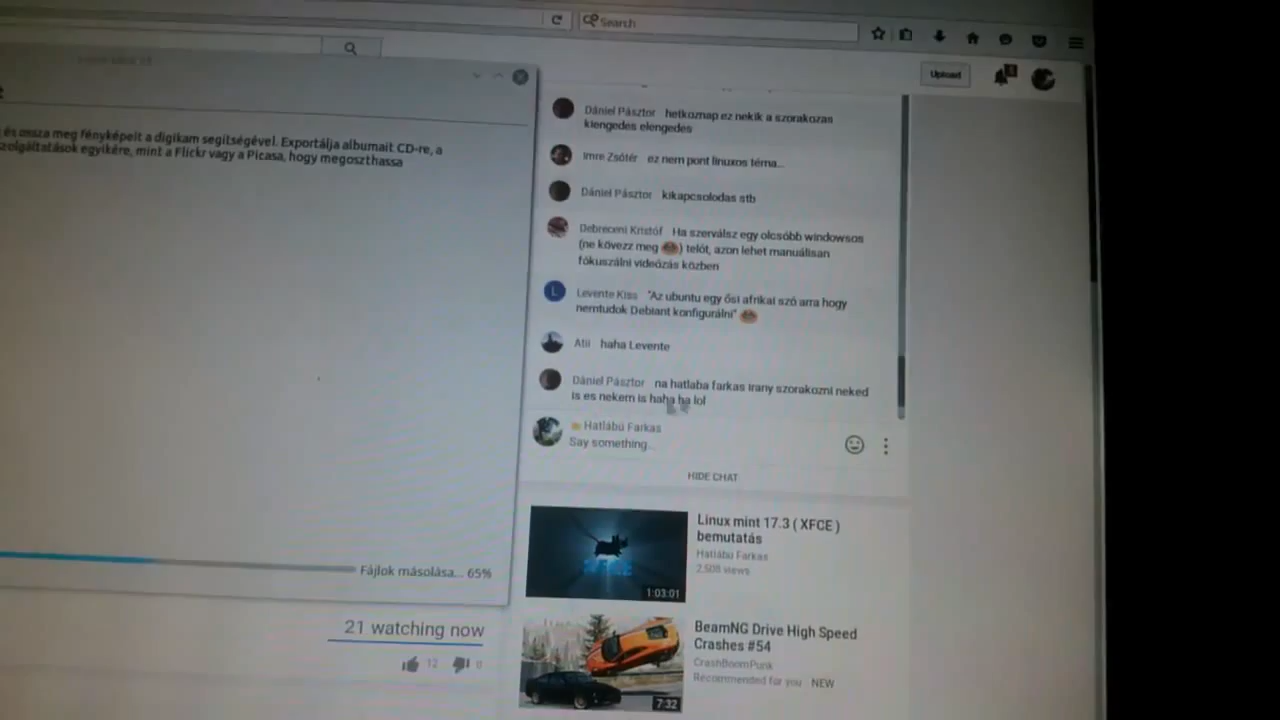 Search
Upload
és ossza meg fényképeit a digikam segítségével. Exportálja albumait CD-re, a
zolgáltatások egyikére, mint a Flickr vagy a Picasa, hogy megoszthassa
Dániel Pásztor hetkoznap ez nekik a szorakozas
kiengedes elengedes
Imre Zsótér ez nem pont linuxos téma...
Dániel Pásztor kikapcsolodas stb
Debreceni Kristóf Ha szerválsz egy olcsóbb windowsos
(ne kövezz meg ) telót, azon lehet manuálisan
fókuszálni videózás közben
L
Levente Kiss "Az ubuntu egy ősi afrikai szó arra hogy
nemtudok Debiant konfigurálni"
Atil haha Levente
Dániel Pásztor na hatlaba farkas irany szorakozni neked
is es nekem is haha ha lol
Hatlábú Farkas
Say something...
HIDE CHAT
Fájlok másolása... 65%
21 watching now
12
0
Linux mint 17.3 ( XFCE )
bemutatás
Hatlábú Farkas
2,508 views
1:03:01
BeamNG Drive High Speed
Crashes #54
CrashBoomPunk
Recommended for you NEW
7:32